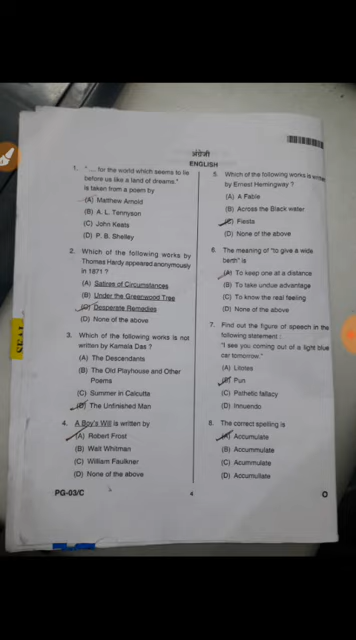 अंग्रेजी
ENGLISH
1. " ... for the world which seems to lie
before us like a land of dreams."
is taken from a poem by
(A) Mathew Arnold
(B) A. L. Tennyson
(C) John Keats
(D) P. B. Shelley
2. Which of the following works by
Thomas Hardy appeared anonymously
in 1871 ?
(A) Satires of Circumstances
(B) Under the Greenwood Tree
(C) Desperate Remedies
(D) None of the above
3. Which of the following works is not
written by Kamala Das ?
(A) The Descendants
(B) The Old Playhouse and Other
Poems
(C) Summer in Calcutta
(D) The Unfinished Man
4. A Boy's Will is written by
(A) Robert Frost
(B) Walt Whitman
(C) William Faulkner
(D) None of the above
5. Which of the following works is written
by Ernest Hemingway ?
(A) A Fable
(B) Across the Black water
(C) Fiesta
(D) None of the above
6. The meaning of "to give a wide
berth" is
(A) To keep one at a distance
(B) To take undue advantage
(C) To know the real feeling
(D) None of the above
7. Find out the figure of speech in the
following statement :
"I see you coming out of a light blue
car tomorrow."
(A) Litotes
(B) Pun
(C) Pathetic fallacy
(D) Innuendo
8. The correct spelling is
(A) Accumulate
(B) Accummulate
(C) Acummulate
(D) Accumullate
PG-03/C
4
O
SEAL